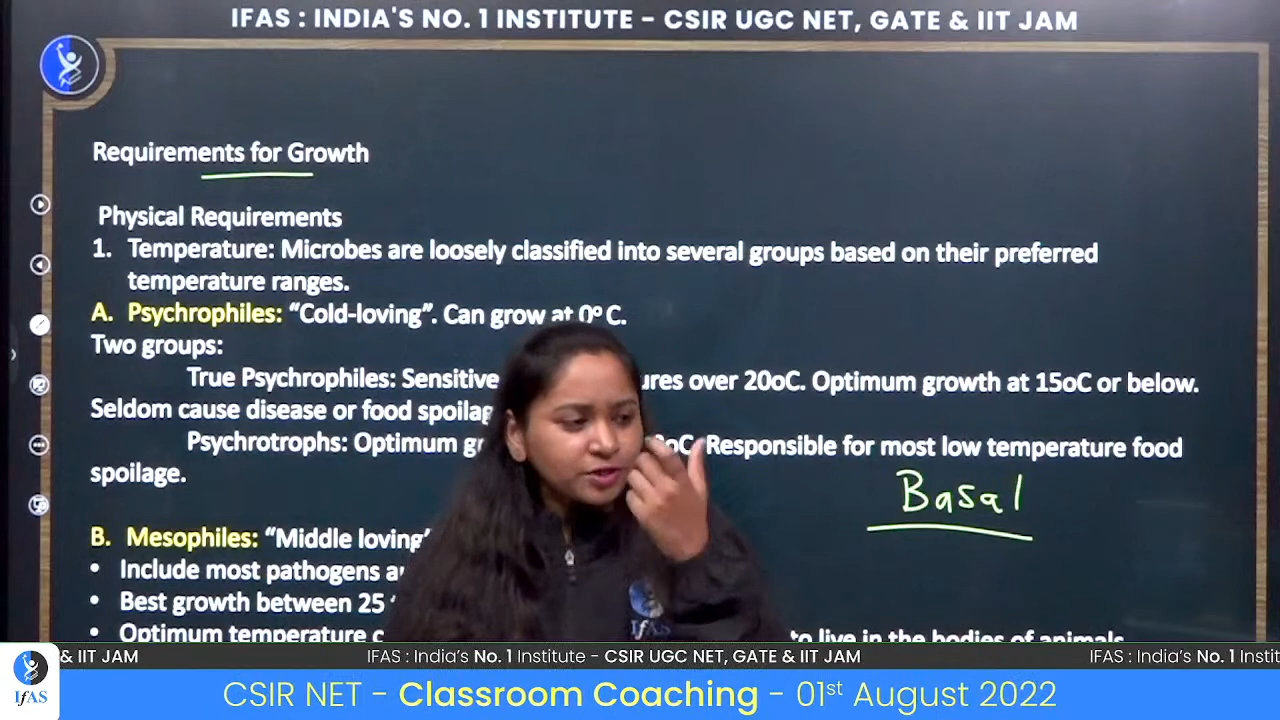 IFAS : INDIA'S NO. 1 INSTITUTE - CSIR UGC NET, GATE & IIT JAM
Requirements for Growth
Physical Requirements
1. Temperature: Microbes are loosely classified into several groups based on their preferred
temperature ranges.
A. Psychrophiles: “Cold-loving”. Can grow at 0° C.
Two groups:
True Psychrophiles: Sensitive ures over 20oC. Optimum growth at 15oC or below.
Seldom cause disease or food spoilag
Psychrotrophs: Optimum g oC. Responsible for most low temperature food
spoilage.
Basal
B. Mesophiles: “Middle loving”
• Include most pathogens a
• Best growth between 25
• Optimum temperature to live in the bodies of animals
IfAS
& IIT JAM IFAS : India's No. 1 Institute - CSIR UGC NET, GATE & IIT JAM IFAS : India's No. 1 Instit
IfAS
CSIR NET - Classroom Coaching - 01st August 2022